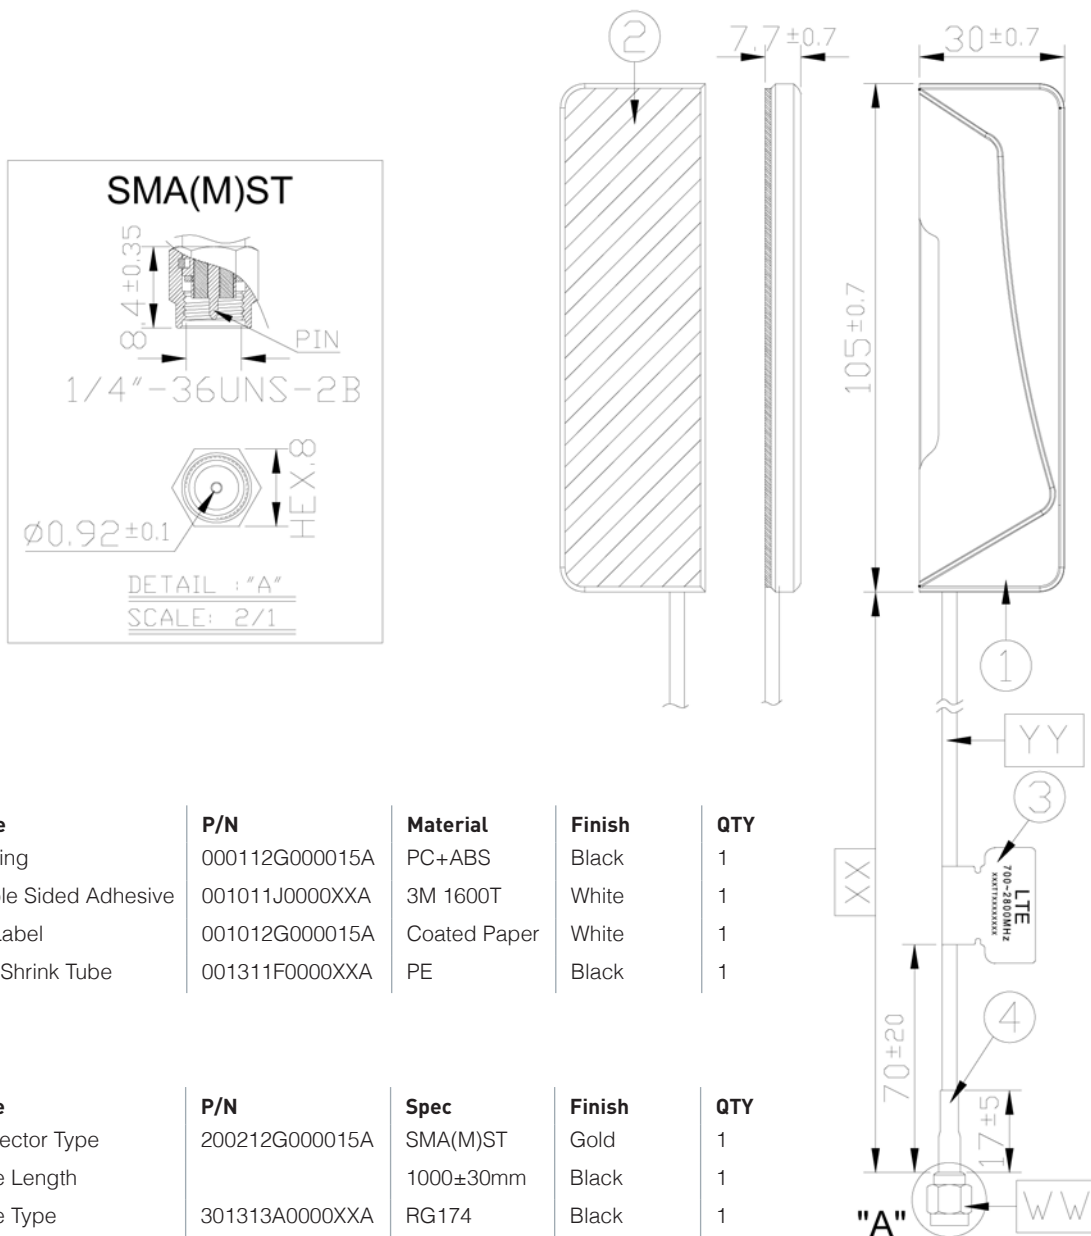 2
7.7±0.7
30±0.7
SMA(M)ST
8.4±0.35
PIN
1/4"-36UNS-2B
HEX.8
Ø0.92±0.1
DETAIL :"A"
SCALE: 2/1
105±0.7
1
YY
3
XX
LTE
700~2800MHz
4
70±20
17±5
"A"
WW
e P/N Material Finish QTY
ing 000112G000015A PC+ABS Black 1
le Sided Adhesive 001011J0000XXA 3M 1600T White 1
abel 001012G000015A Coated Paper White 1
Shrink Tube 001311F0000XXA PE Black 1
e P/N Spec Finish QTY
ector Type 200212G000015A SMA(M)ST Gold 1
e Length 1000±30mm Black 1
e Type 301313A0000XXA RG174 Black 1